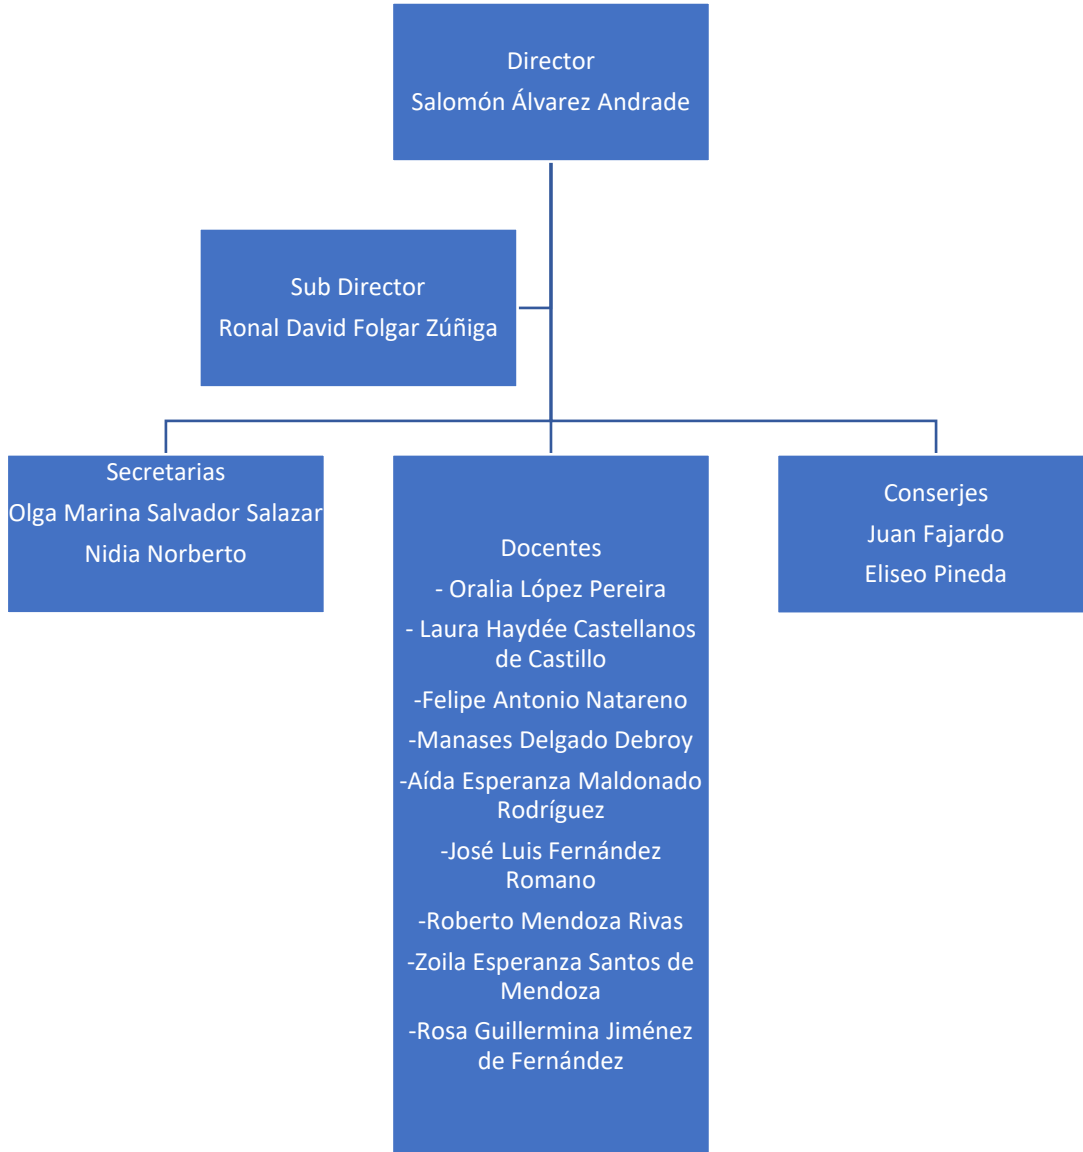 Director
Salomón Álvarez Andrade
Sub Director
Ronal David Folgar Zúñiga
Secretarias
Olga Marina Salvador Salazar
Nidia Norberto
Docentes
- Oralia López Pereira
- Laura Haydée Castellanos
de Castillo
-Felipe Antonio Natareno
-Manases Delgado Debroy
-Aída Esperanza Maldonado
Rodríguez
-José Luis Fernández
Romano
-Roberto Mendoza Rivas
-Zoila Esperanza Santos de
Mendoza
-Rosa Guillermina Jiménez
de Fernández
Conserjes
Juan Fajardo
Eliseo Pineda